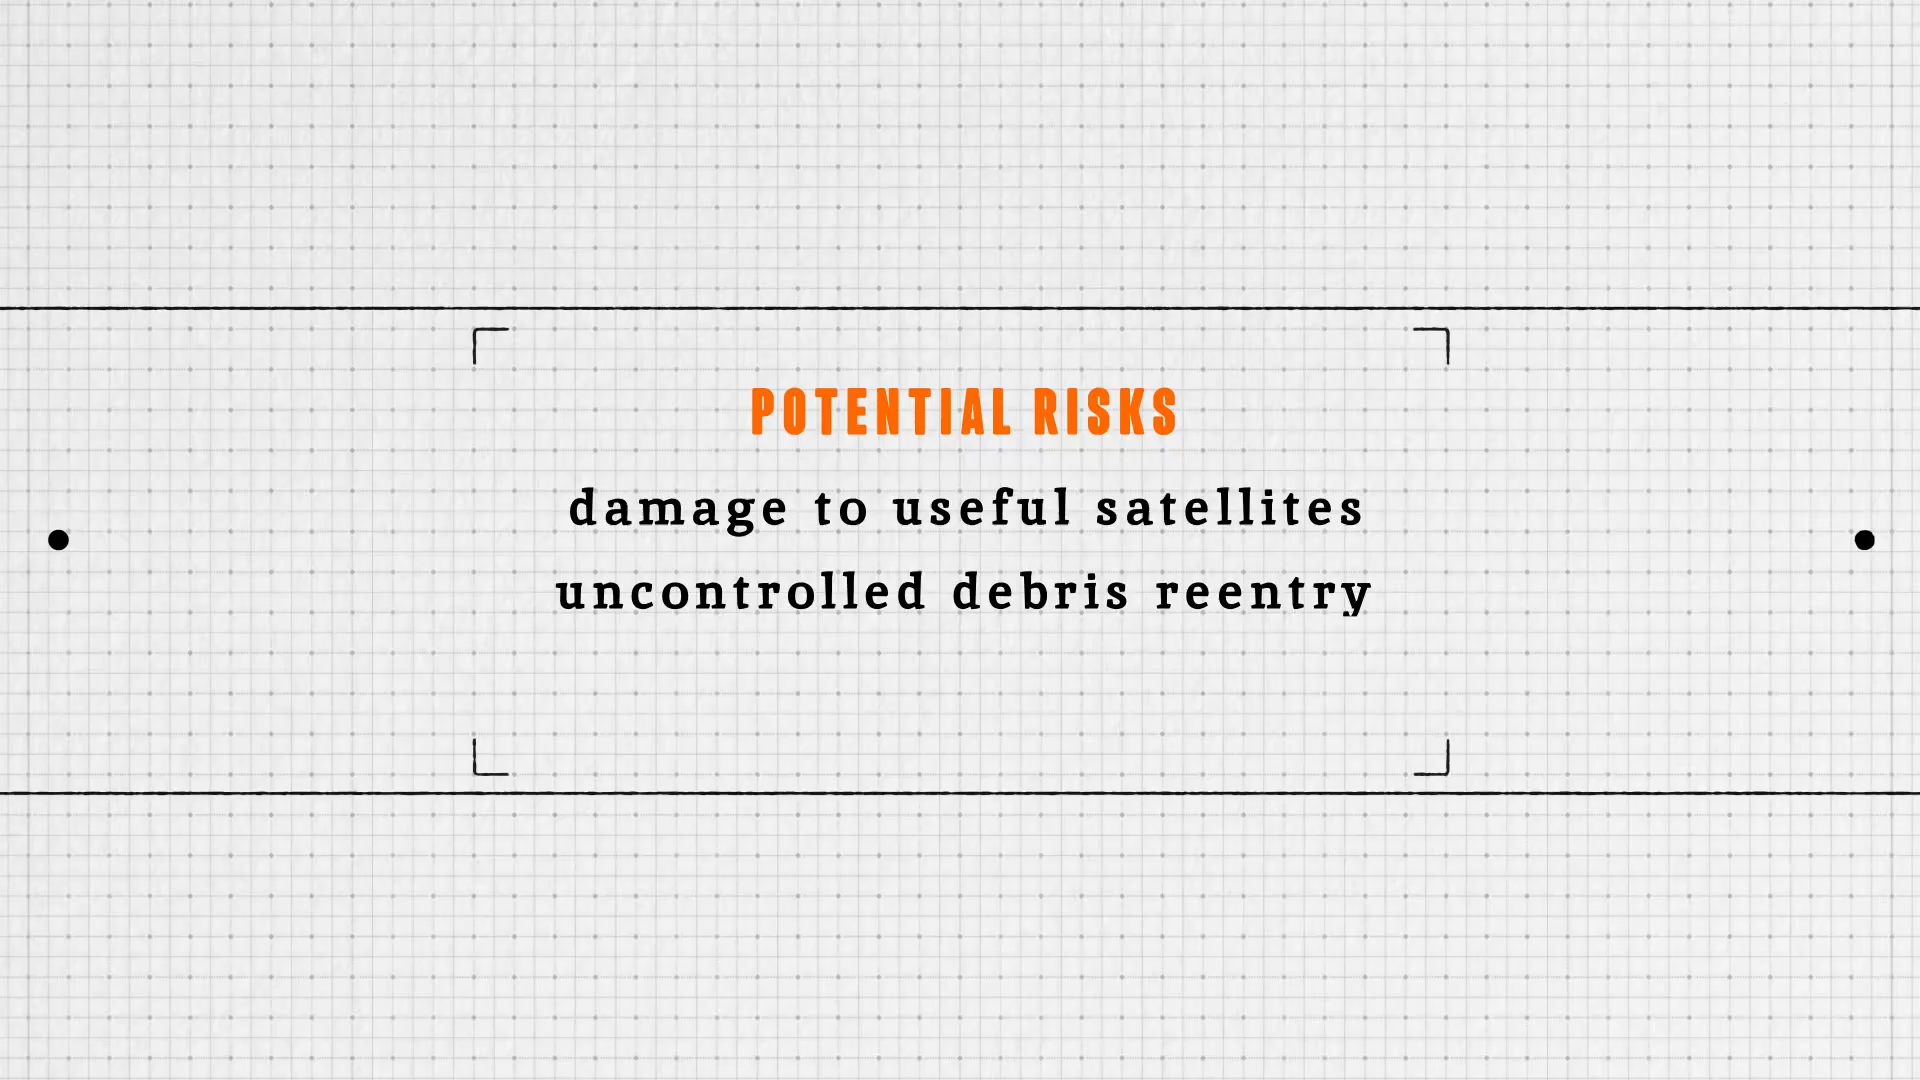 POTENTIAL RISKS
damage to useful satellites
uncontrolled debris reentry